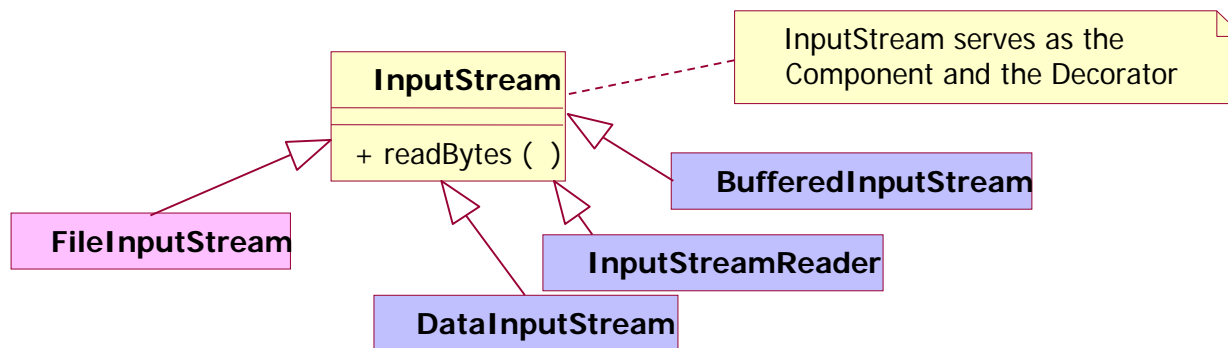 InputStream serves as the
Component and the Decorator
InputStream
+ readBytes ( )
BufferedInputStream
FileInputStream
InputStreamReader
DataInputStream